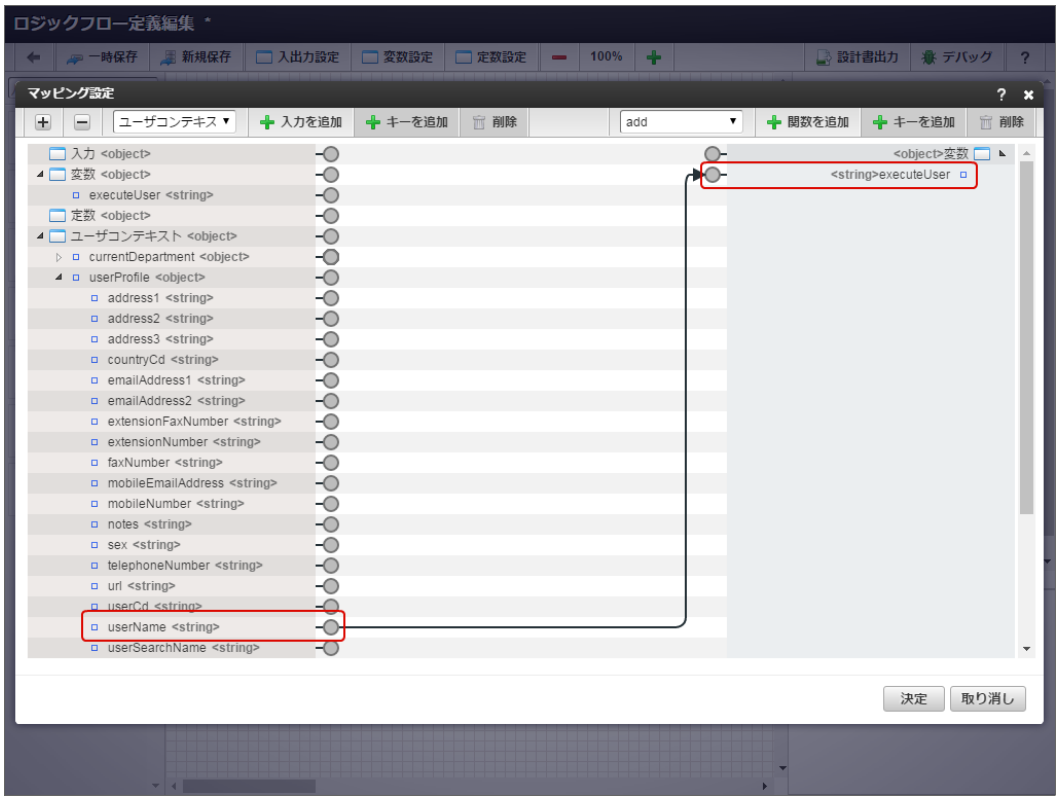 ロジックフロー定義編集 *
一時保存 新規保存 入出力設定 変数設定 定数設定 100% 設計書出力 デバッグ ?
マッピング設定 ? ×
ユーザコンテキス ▼ 入力を追加 キーを追加 削除 add ▼ 関数を追加 キーを追加 削除
入力 <object> <object>変数
変数 <object> <string>executeUser
executeUser <string>
定数 <object>
ユーザコンテキスト <object>
currentDepartment <object>
userProfile <object>
address1 <string>
address2 <string>
address3 <string>
countryCd <string>
emailAddress1 <string>
emailAddress2 <string>
extensionFaxNumber <string>
extensionNumber <string>
faxNumber <string>
mobileEmailAddress <string>
mobileNumber <string>
notes <string>
sex <string>
telephoneNumber <string>
url <string>
userCd <string>
userName <string>
userSearchName <string>
決定 取り消し